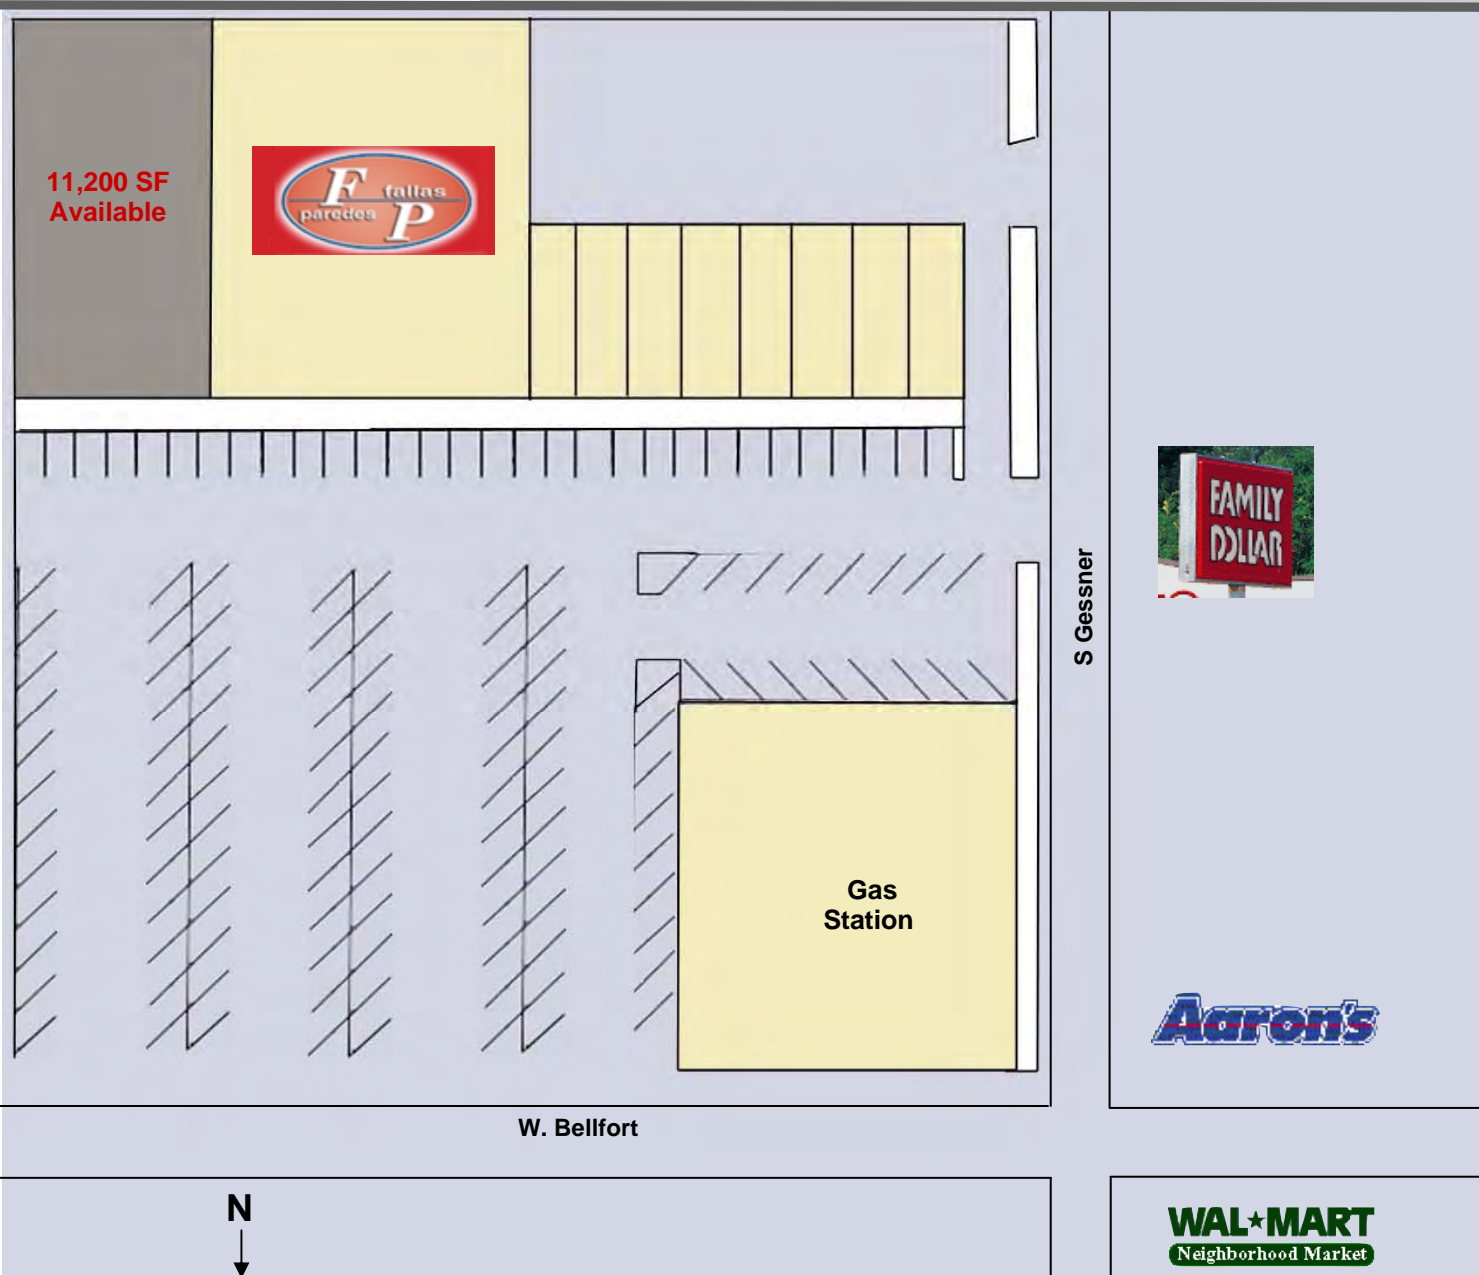 11,200 SF
Available
F fallas
paredes P
FAMILY
DOLLAR
S Gessner
Gas
Station
Aaron's
W. Bellfort
N
WAL★MART
Neighborhood Market